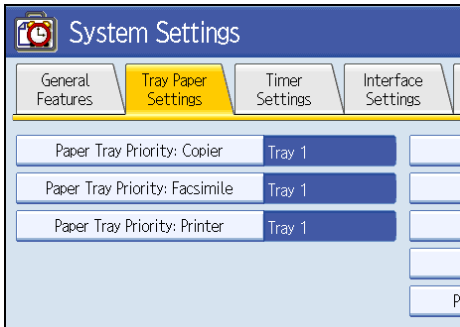 System Settings
General Features
Tray Paper Settings
Timer Settings
Interface Settings
Paper Tray Priority: Copier
Tray 1
Paper Tray Priority: Facsimile
Tray 1
Paper Tray Priority: Printer
Tray 1
P